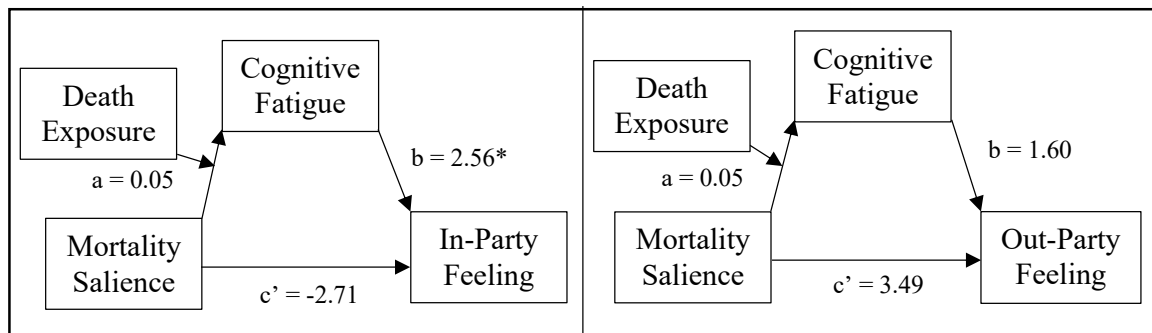 Cognitive
Fatigue
Death
Exposure
b = 2.56*
a = 0.05
Mortality
Salience
In-Party
Feeling
c’ = -2.71
Cognitive
Fatigue
Death
Exposure
b = 1.60
a = 0.05
Mortality
Salience
Out-Party
Feeling
c’ = 3.49